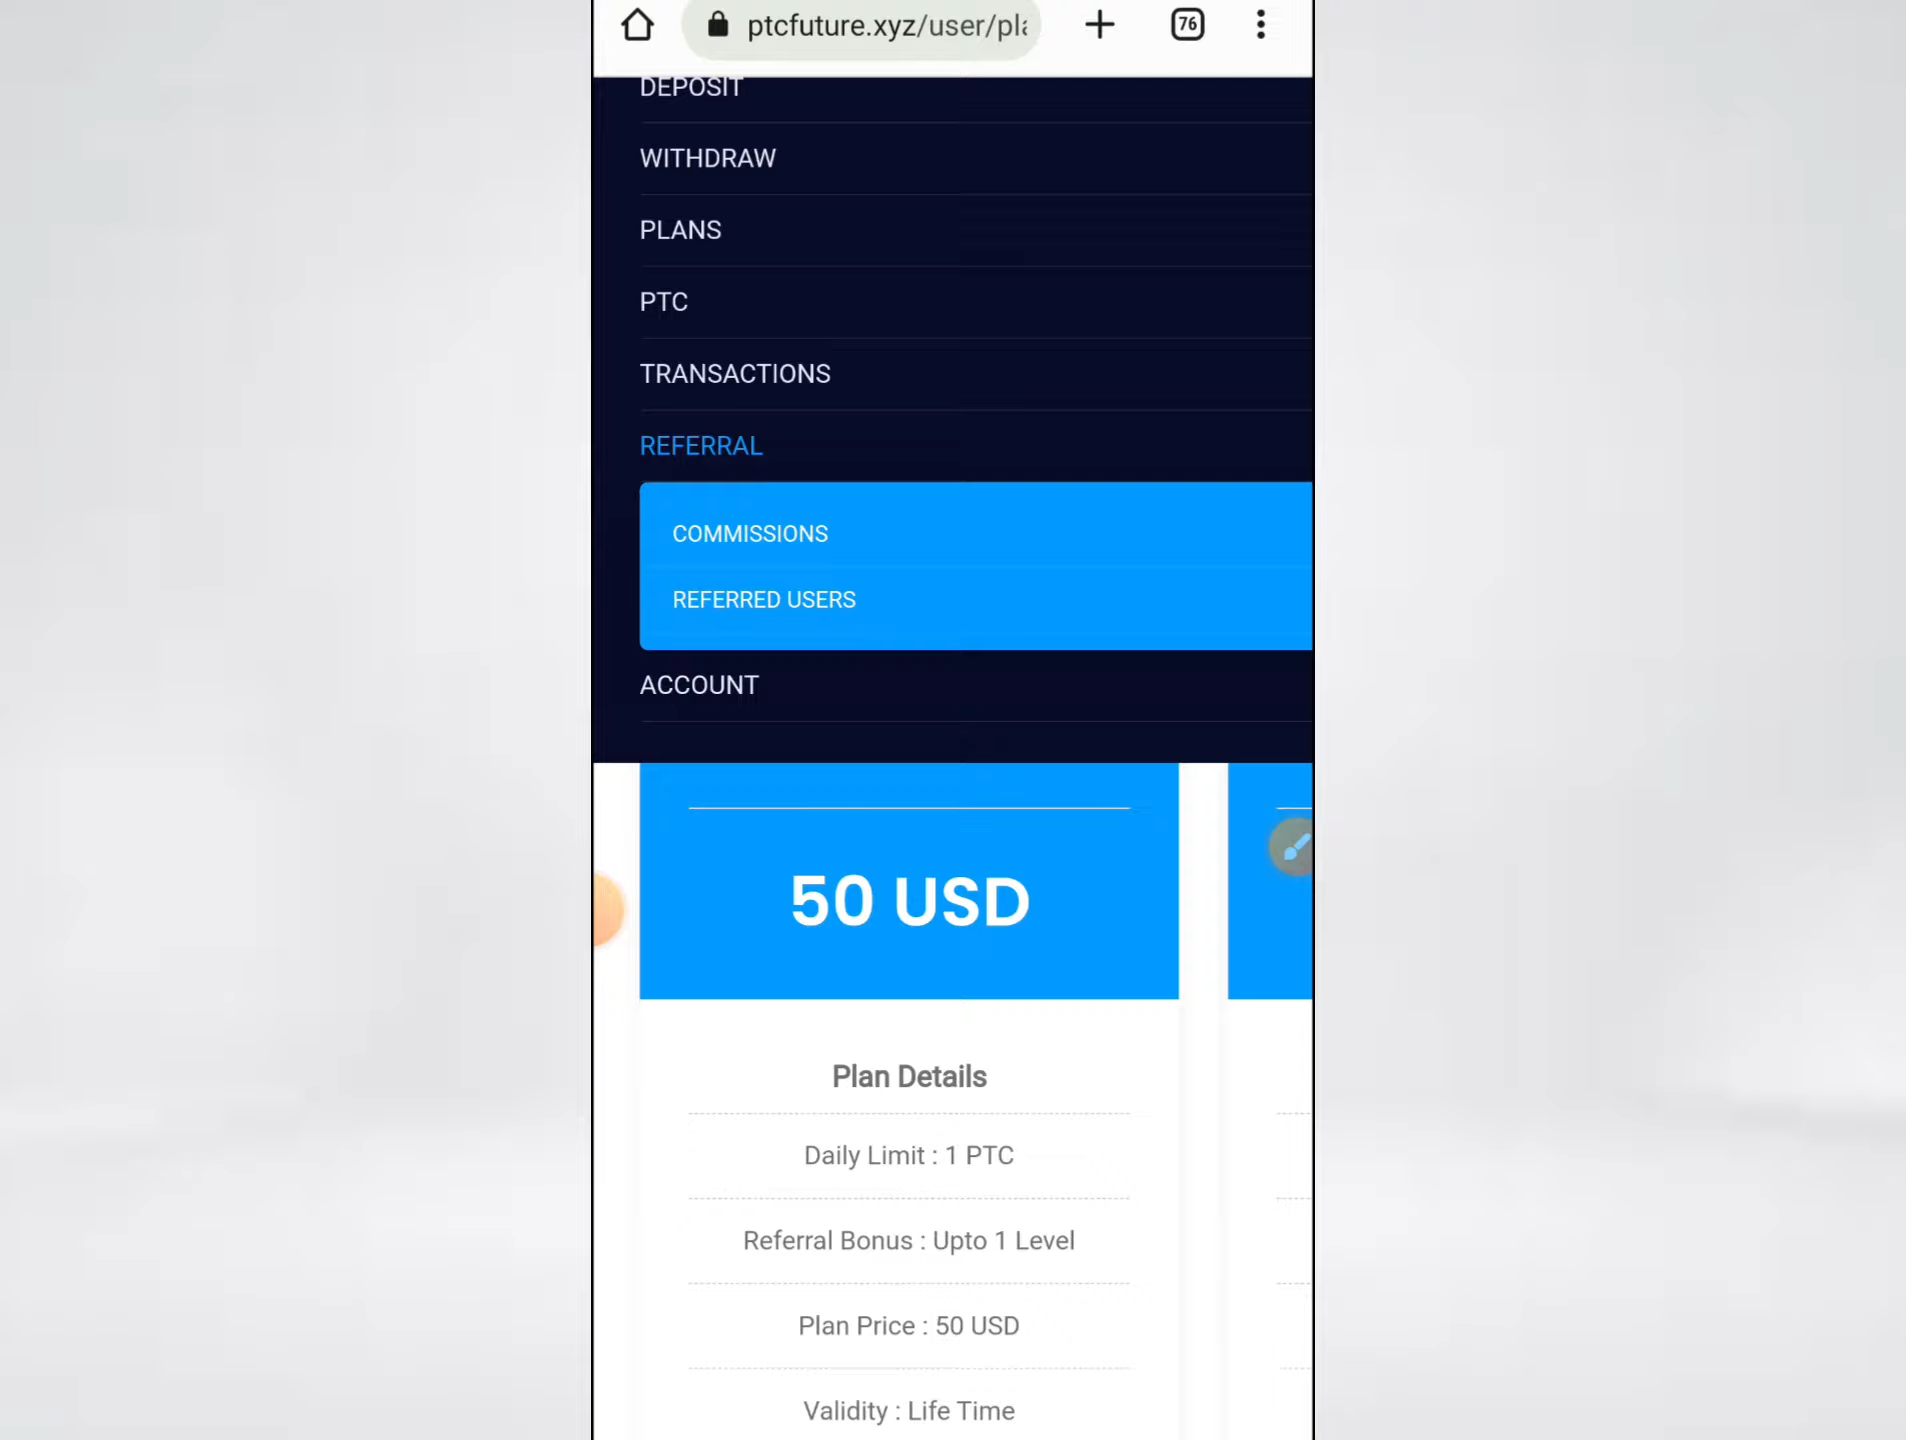 ptcfuture.xyz/user/pla
76
DEPOSIT
WITHDRAW
PLANS
PTC
TRANSACTIONS
REFERRAL
COMMISSIONS
REFERRED USERS
ACCOUNT
50 USD
Plan Details
Daily Limit : 1 PTC
Referral Bonus : Upto 1 Level
Plan Price : 50 USD
Validity : Life Time